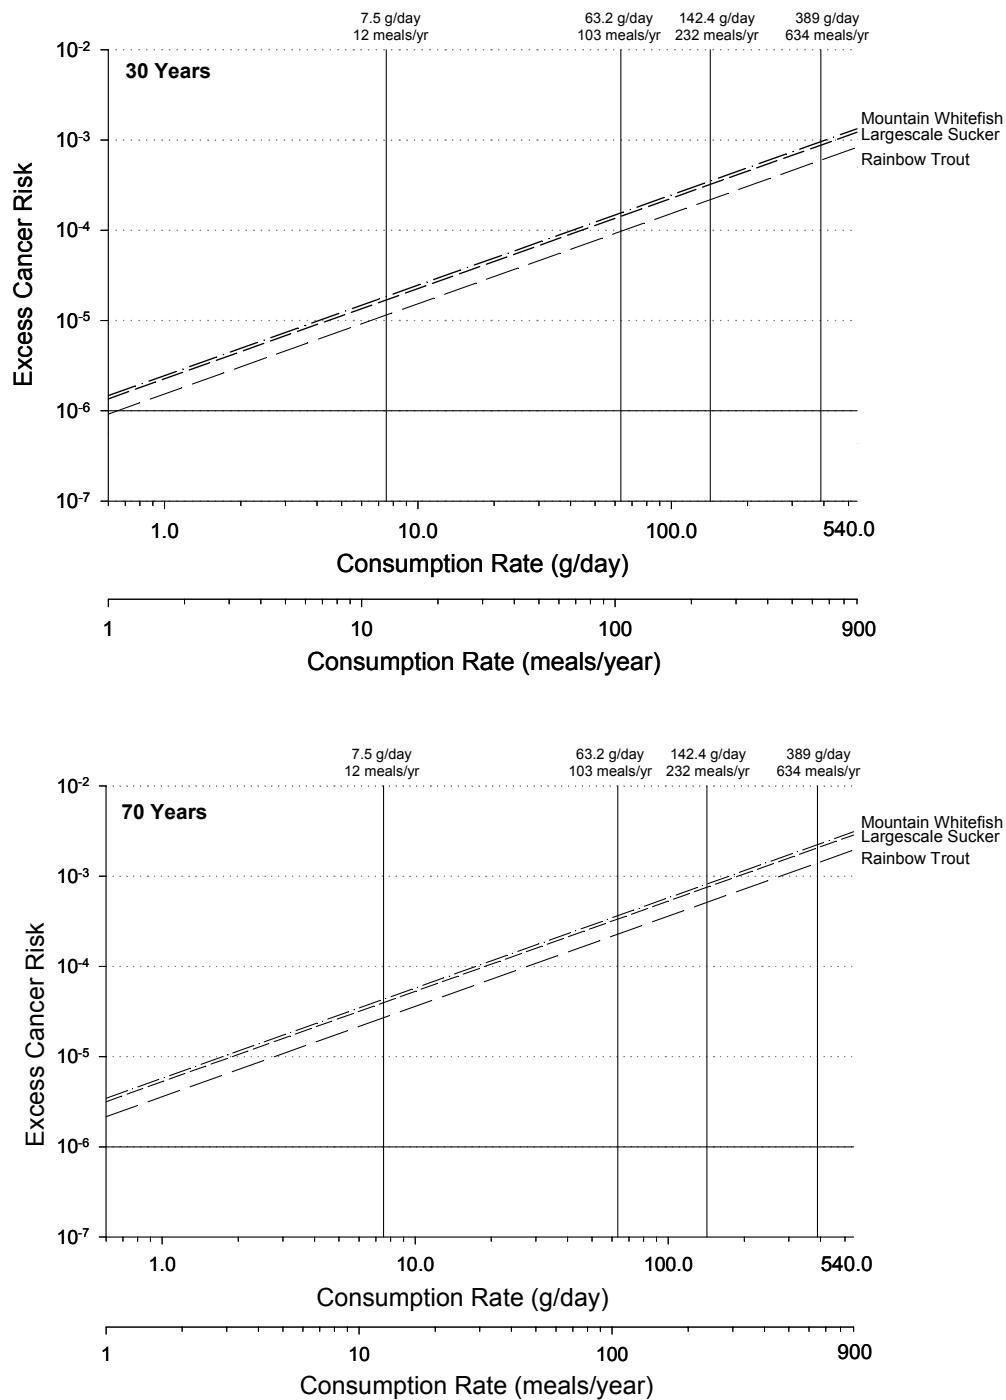 7.5 g/day 63.2 g/day 142.4 g/day 389 g/day
12 meals/yr 103 meals/yr 232 meals/yr 634 meals/yr
10⁻²
30 Years
Mountain Whitefish
Largescale Sucker
10⁻³
Rainbow Trout
Excess Cancer Risk
10⁻⁴
10⁻⁵
10⁻⁶
10⁻⁷
1.0 10.0 100.0 540.0
Consumption Rate (g/day)
1 10 100 900
Consumption Rate (meals/year)
7.5 g/day 63.2 g/day 142.4 g/day 389 g/day
12 meals/yr 103 meals/yr 232 meals/yr 634 meals/yr
10⁻²
70 Years
Mountain Whitefish
Largescale Sucker
Rainbow Trout
10⁻³
Excess Cancer Risk
10⁻⁴
10⁻⁵
10⁻⁶
10⁻⁷
1.0 10.0 100.0 540.0
Consumption Rate (g/day)
1 10 100 900
Consumption Rate (meals/year)